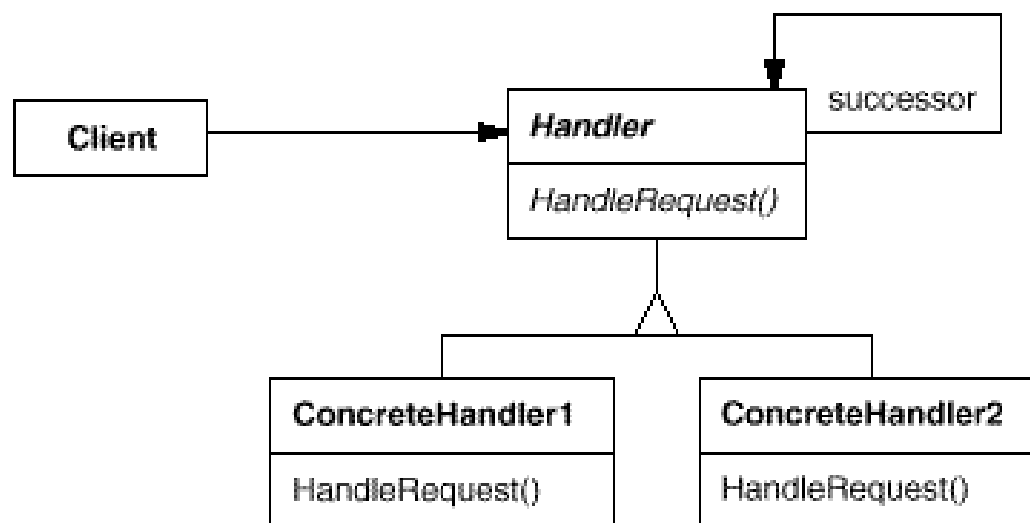 successor
Client
Handler
HandleRequest()
ConcreteHandler1
ConcreteHandler2
HandleRequest()
HandleRequest()